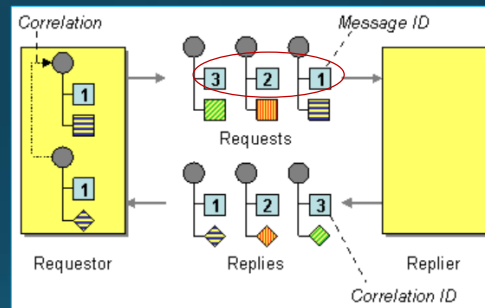 Correlation
Message ID
1
3 2 1
Requests
1
1 2 3
Requestor
Replies
Replier
Correlation ID